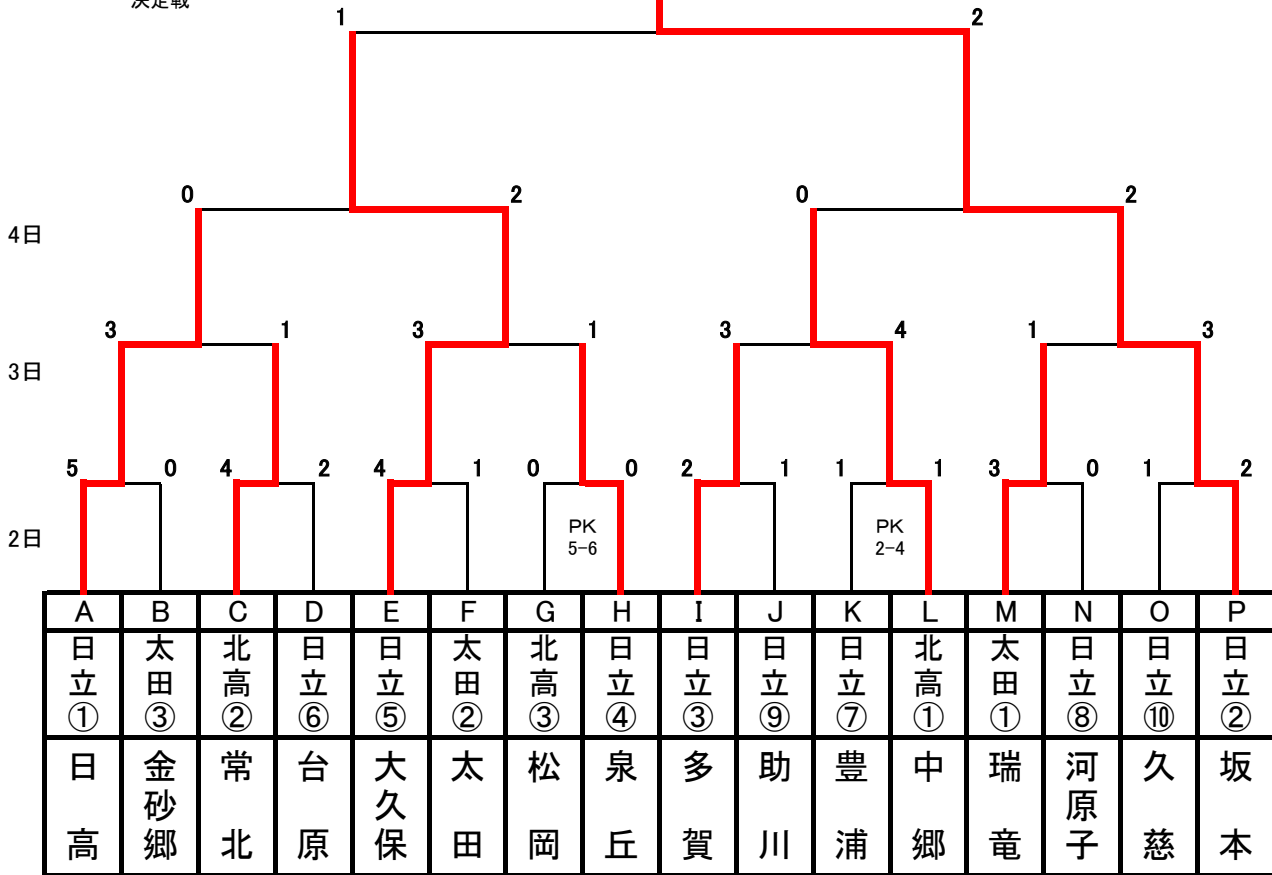 決定戦
1 2
0 2 0 2
4日
3 1 3 1 3 4 1 3
3日
5 0 4 2 4 1 0 0 2 1 1 1 3 0 1 2
2日
PK
5-6
PK
2-4
A B C D E F G H I J K L M N O P
日立① 太田③ 北高② 日立⑥ 日立⑤ 太田② 北高③ 日立④ 日立③ 日立⑨ 日立⑦ 北高① 太田① 日立⑧ 日立⑩ 日立②
日高 金砂郷 常北 台原 大久保 太田 松岡 泉丘 多賀 助川 豊浦 中郷 瑞竜 河原子 久慈 坂本